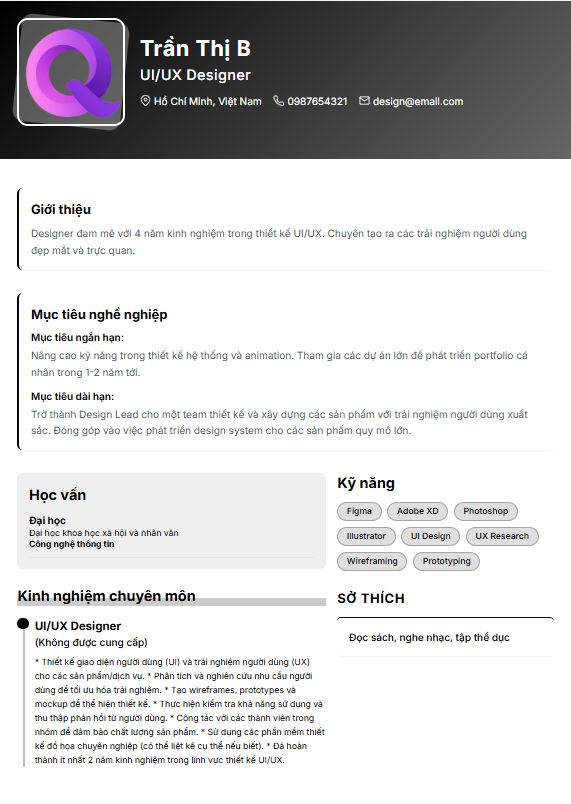 Trần Thị B
UI/UX Designer
Hồ Chí Minh, Việt Nam 0987654321 design@email.com
Giới thiệu
Designer đam mê với 4 năm kinh nghiệm trong thiết kế UI/UX. Chuyên tạo ra các trải nghiệm người dùng
đẹp mắt và trực quan.
Mục tiêu nghề nghiệp
Mục tiêu ngắn hạn:
Nâng cao kỹ năng trong thiết kế hệ thống và animation. Tham gia các dự án lớn để phát triển portfolio cá
nhân trong 1-2 năm tới.
Mục tiêu dài hạn:
Trở thành Design Lead cho một team thiết kế và xây dựng các sản phẩm với trải nghiệm người dùng xuất
sắc. Đóng góp vào việc phát triển design system cho các sản phẩm quy mô lớn.
Học vấn
Đại học
Đại học khoa học xã hội và nhân văn
Công nghệ thông tin
Kinh nghiệm chuyên môn
UI/UX Designer
(Không được cung cấp)
* Thiết kế giao diện người dùng (UI) và trải nghiệm người dùng (UX)
cho các sản phẩm/dịch vụ. * Phân tích và nghiên cứu nhu cầu người
dùng để tối ưu hóa trải nghiệm. * Tạo wireframes, prototypes và
mockup để thể hiện thiết kế. * Thực hiện kiểm tra khả năng sử dụng và
thu thập phản hồi từ người dùng. * Cộng tác với các thành viên trong
nhóm để đảm bảo chất lượng sản phẩm. * Sử dụng các phần mềm thiết
kế đồ họa chuyên nghiệp (có thể liệt kê cụ thể nếu biết). * Đã hoàn
thành ít nhất 2 năm kinh nghiệm trong lĩnh vực thiết kế UI/UX.
Kỹ năng
Figma Adobe XD Photoshop
Illustrator UI Design UX Research
Wireframing Prototyping
SỞ THÍCH
Đọc sách, nghe nhạc, tập thể dục